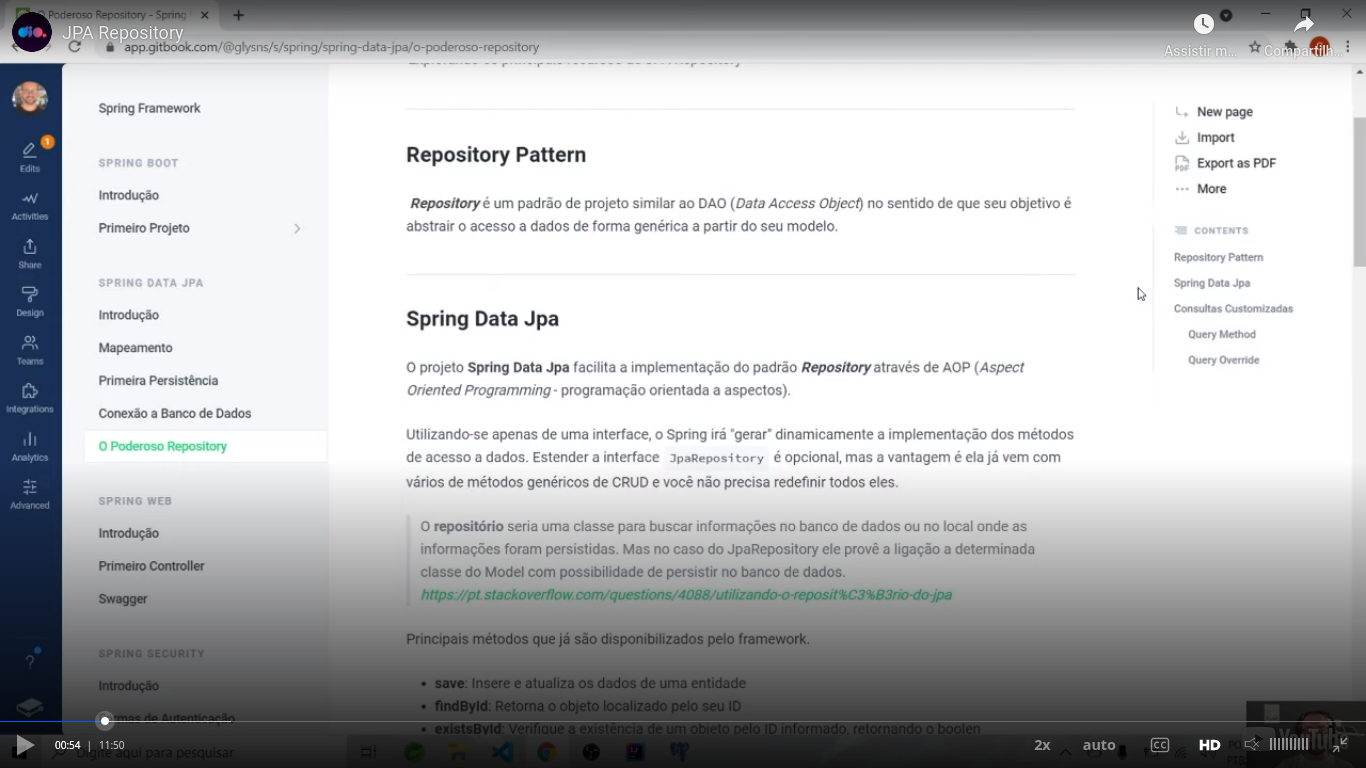 O Poderoso Repository - Spring
JPA Repository
app.gitbook.com/@glysns/s/spring/spring-data-jpa/o-poderoso-repository
Assistir m...
Compartilh...
Edits
1
Activities
Share
Design
Teams
Integrations
Analytics
Advanced
Spring Framework
SPRING BOOT
Introdução
Primeiro Projeto
SPRING DATA JPA
Introdução
Mapeamento
Primeira Persistência
Conexão a Banco de Dados
O Poderoso Repository
SPRING WEB
Introdução
Primeiro Controller
Swagger
SPRING SECURITY
Introdução
Formas de Autenticação
Repository Pattern
Repository é um padrão de projeto similar ao DAO (Data Access Object) no sentido de que seu objetivo é
abstrair o acesso a dados de forma genérica a partir do seu modelo.
Spring Data Jpa
O projeto Spring Data Jpa facilita a implementação do padrão Repository através de AOP (Aspect
Oriented Programming - programação orientada a aspectos).
Utilizando-se apenas de uma interface, o Spring irá "gerar" dinamicamente a implementação dos métodos
de acesso a dados. Estender a interface JpaRepository é opcional, mas a vantagem é ela já vem com
vários de métodos genéricos de CRUD e você não precisa redefinir todos eles.
O repositório seria uma classe para buscar informações no banco de dados ou no local onde as
informações foram persistidas. Mas no caso do JpaRepository ele provê a ligação a determinada
classe do Model com possibilidade de persistir no banco de dados.
https://pt.stackoverflow.com/questions/4088/utilizando-o-reposit%C3%B3rio-do-jpa
Principais métodos que já são disponibilizados pelo framework.
• save: Insere e atualiza os dados de uma entidade
• findById: Retorna o objeto localizado pelo seu ID
• existsById: Verifique a existência de um objeto pelo ID informado, retornando o boolen
New page
Import
Export as PDF
More
CONTENTS
Repository Pattern
Spring Data Jpa
Consultas Customizadas
Query Method
Query Override
00:54 | 11:50
Digite aqui para pesquisar
2x
auto
CC
HD
YouTube